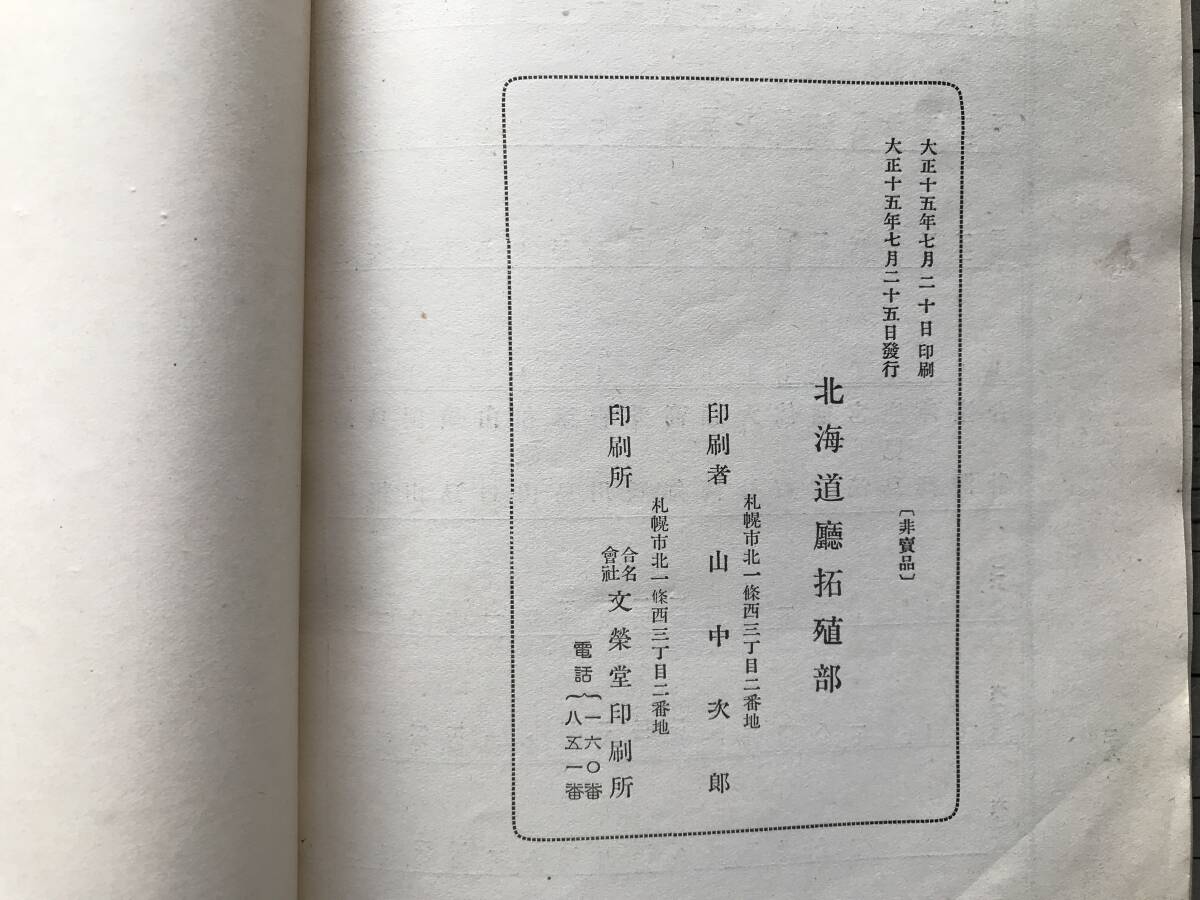 大正十五年七月二十日印刷
大正十五年七月二十五日發行
〔非賣品〕
北海道廳拓殖部
札幌市北一條西三丁目二番地
印刷者 山中次郎
札幌市北一條西三丁目二番地
印刷所 合名會社 文榮堂印刷所
電話 一六〇番
八五一番